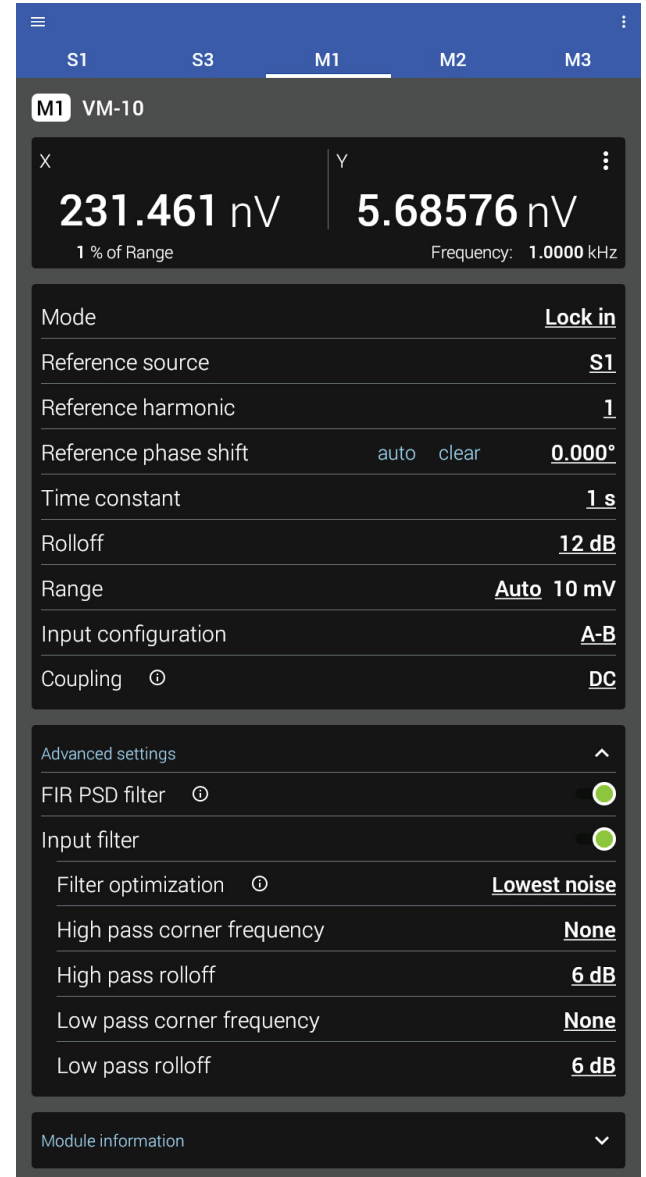 S1 S3 M1 M2 M3
M1 VM-10
X Y
231.461 nV 5.68576 nV
1 % of Range Frequency: 1.0000 kHz
Mode Lock in
Reference source S1
Reference harmonic 1
Reference phase shift auto clear 0.000°
Time constant 1 s
Rolloff 12 dB
Range Auto 10 mV
Input configuration A-B
Coupling DC
Advanced settings
FIR PSD filter
Input filter
Filter optimization Lowest noise
High pass corner frequency None
High pass rolloff 6 dB
Low pass corner frequency None
Low pass rolloff 6 dB
Module information